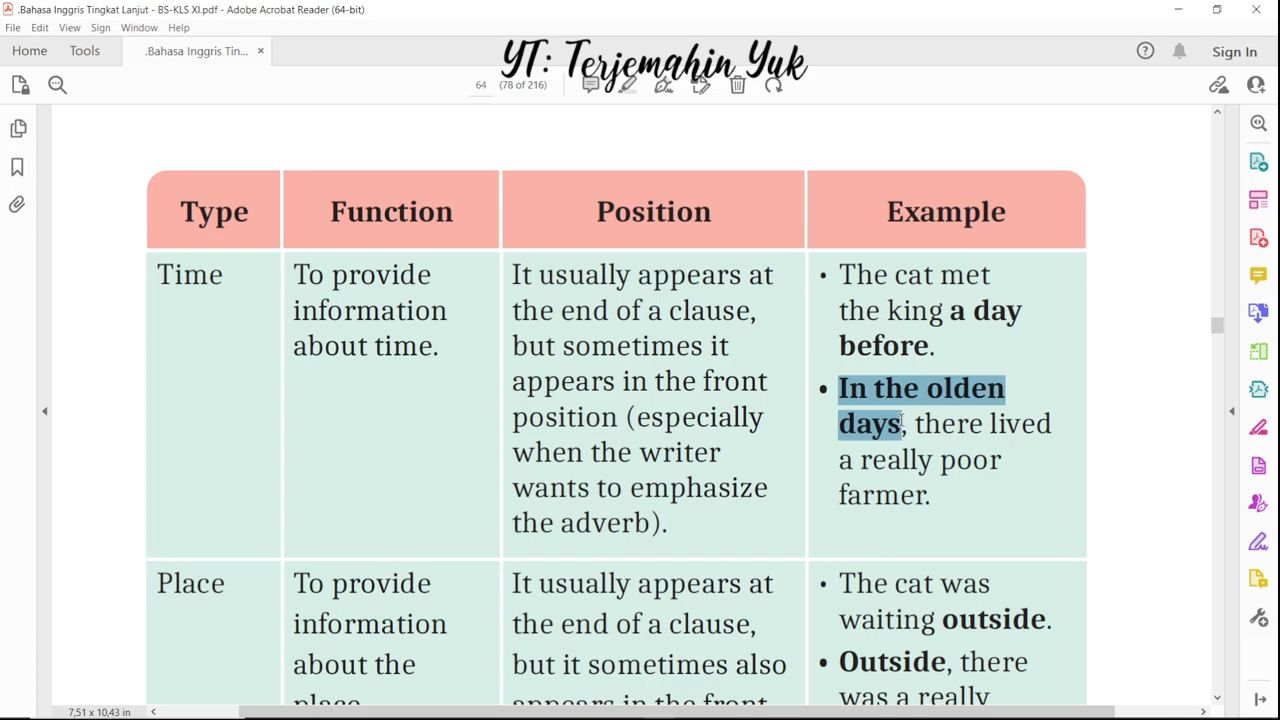 .Bahasa Inggris Tingkat Lanjut - BS-KLS XI.pdf - Adobe Acrobat Reader (64-bit)
File Edit View Sign Window Help
Home Tools .Bahasa Inggris Tin... × Sign In
YT: Terjemahin Yuk
64 (78 of 216)
Type Function Position Example
Time
To provide
information
about time.
It usually appears at
the end of a clause,
but sometimes it
appears in the front
position (especially
when the writer
wants to emphasize
the adverb).
• The cat met
the king a day
before.
• In the olden
days, there lived
a really poor
farmer.
Place
To provide
information
about the
place
It usually appears at
the end of a clause,
but it sometimes also
appears in the front
• The cat was
waiting outside.
• Outside, there
was a really
7,51 x 10,43 in